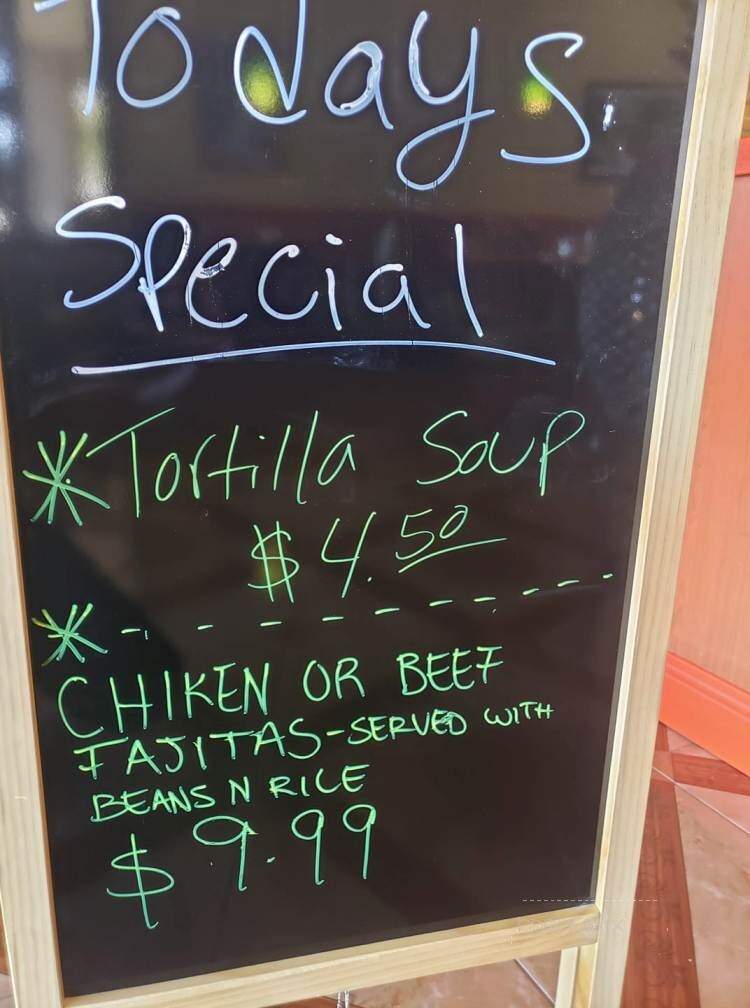 Todays
Special
*Tortilla Soup
$4.50
*- - - - - - - -
CHIKEN OR BEEF
FAJITAS-SERVED WITH
BEANS N RICE
$9.99